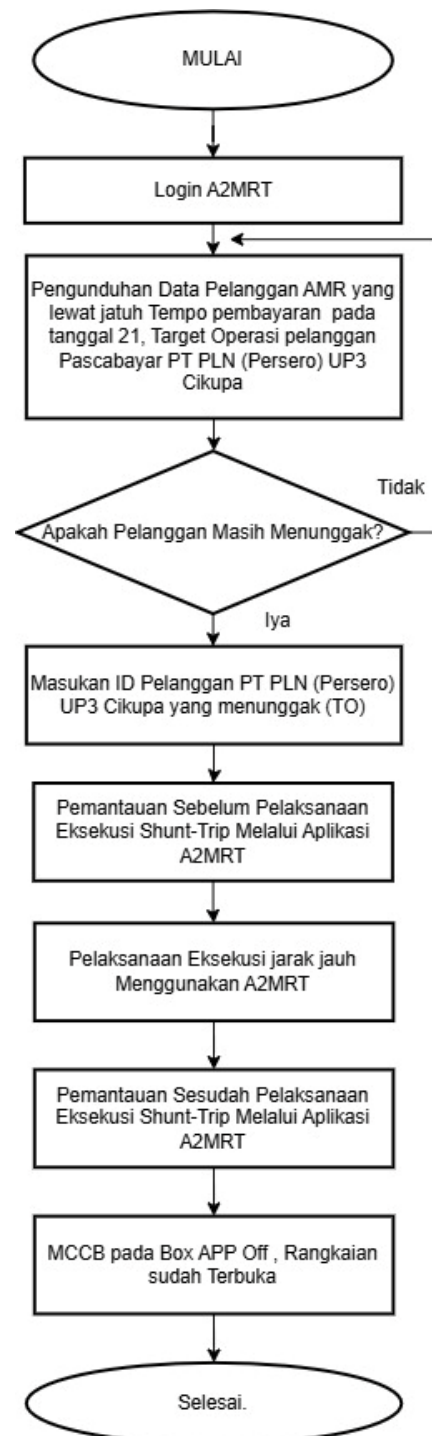 MULAI
Login A2MRT
Pengunduhan Data Pelanggan AMR yang
lewat jatuh Tempo pembayaran pada
tanggal 21, Target Operasi pelanggan
Pascabayar PT PLN (Persero) UP3
Cikupa
Tidak
Apakah Pelanggan Masih Menunggak?
Iya
Masukan ID Pelanggan PT PLN (Persero)
UP3 Cikupa yang menunggak (TO)
Pemantauan Sebelum Pelaksanaan
Eksekusi Shunt-Trip Melalui Aplikasi
A2MRT
Pelaksanaan Eksekusi jarak jauh
Menggunakan A2MRT
Pemantauan Sesudah Pelaksanaan
Eksekusi Shunt-Trip Melalui Aplikasi
A2MRT
MCCB pada Box APP Off , Rangkaian
sudah Terbuka
Selesai.